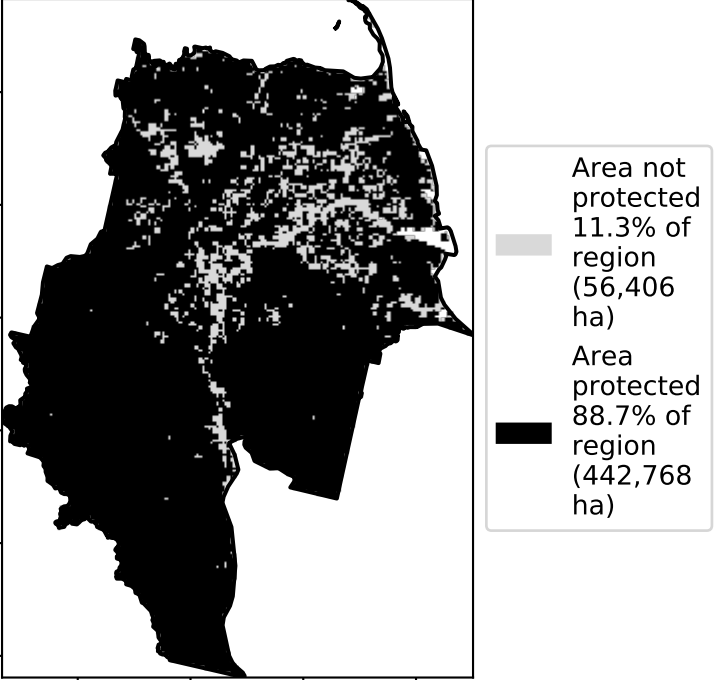 Area not
protected
11.3% of
region
(56,406
ha)
Area
protected
88.7% of
region
(442,768
ha)